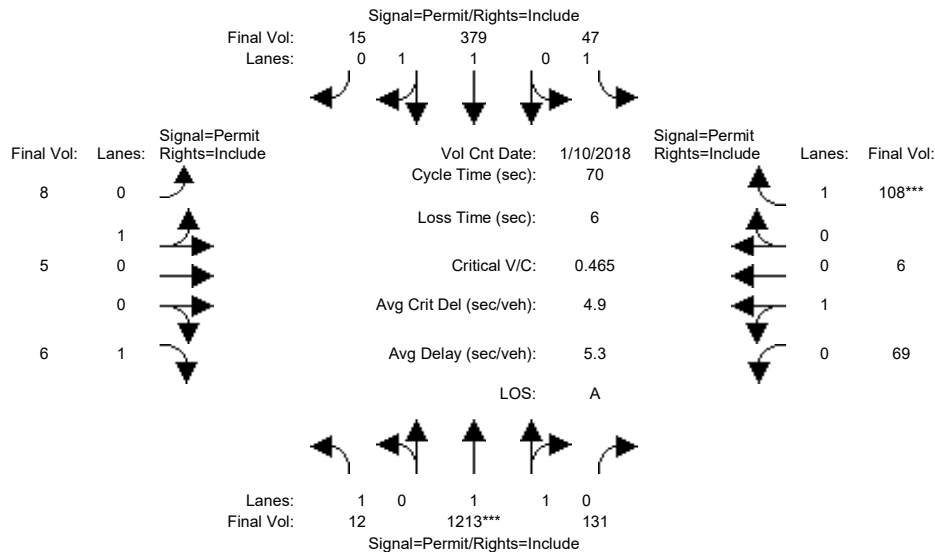 Signal=Permit/Rights=Include
Final Vol: 15 379 47
Lanes: 0 1 1 0 1
Signal=Permit Signal=Permit
Final Vol: Lanes: Rights=Include Vol Cnt Date: 1/10/2018 Rights=Include Lanes: Final Vol:
Cycle Time (sec): 70
8 0 1 108***
Loss Time (sec): 6
1 0
5 0 Critical V/C: 0.465 0 6
0 Avg Crit Del (sec/veh): 4.9 1
6 1 Avg Delay (sec/veh): 5.3 0 69
LOS: A
Lanes: 1 0 1 1 0
Final Vol: 12 1213*** 131
Signal=Permit/Rights=Include